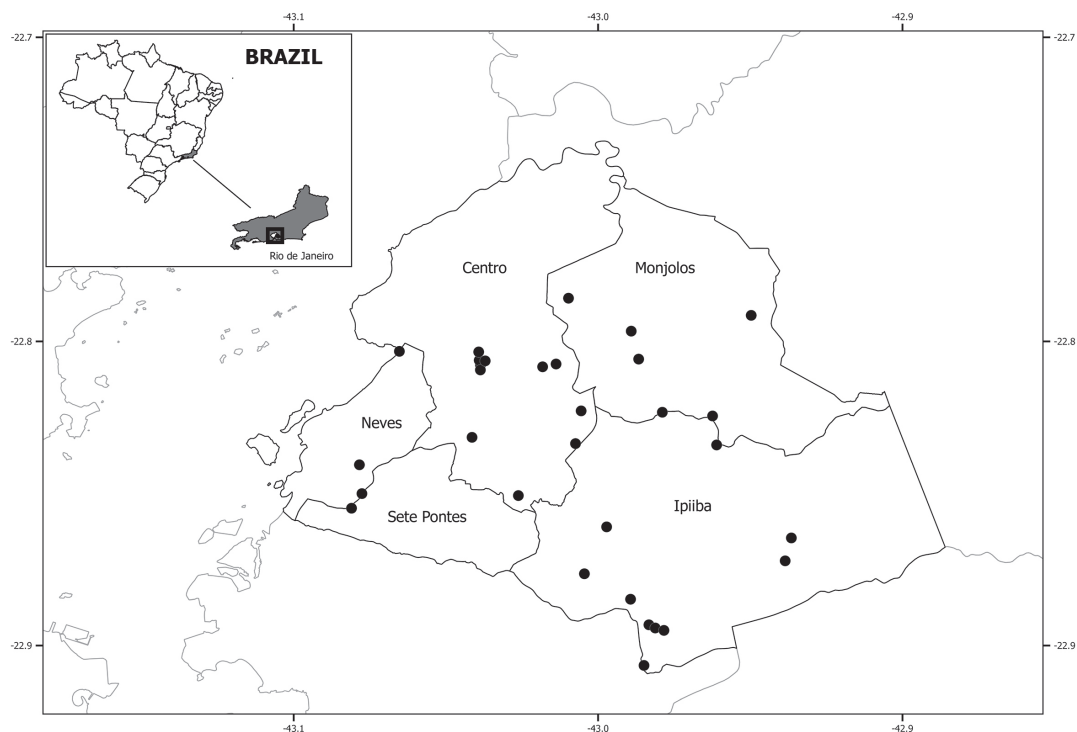 -43.1 -43.0 -42.9
-22.7 -22.7
BRAZIL
Rio de Janeiro
Centro Monjolos
-22.8 -22.8
Neves
Ipiiba
Sete Pontes
-22.9 -22.9
-43.1 -43.0 -42.9